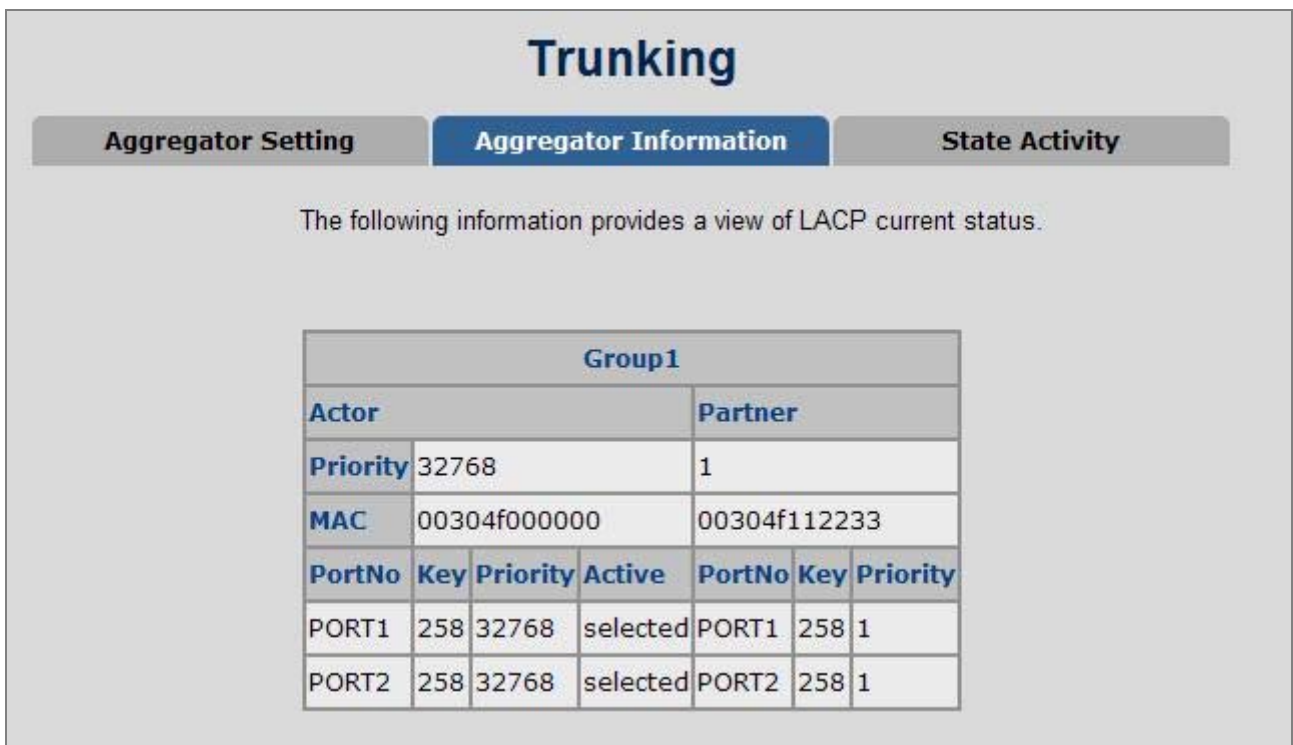 Trunking
Aggregator Setting Aggregator Information State Activity
The following information provides a view of LACP current status.
Group1
Actor Partner
Priority 32768 1
MAC 00304f000000 00304f112233
PortNo Key Priority Active PortNo Key Priority
PORT1 258 32768 selected PORT1 258 1
PORT2 258 32768 selected PORT2 258 1